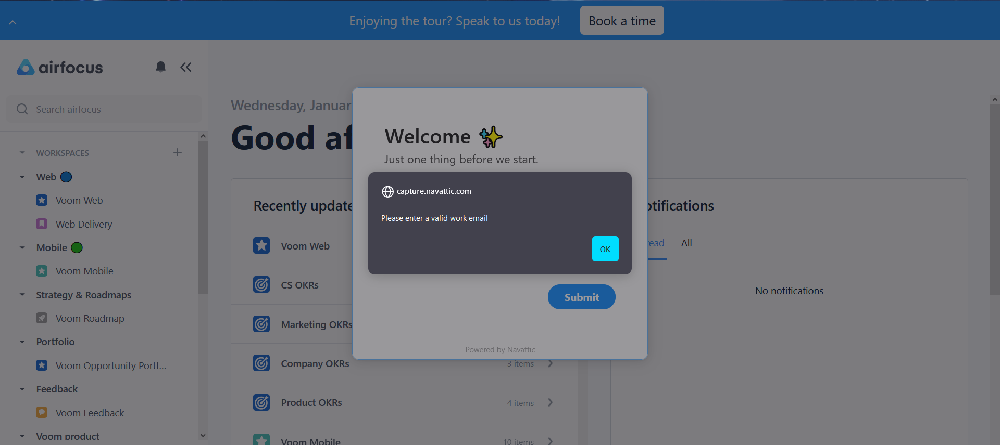 Enjoying the tour? Speak to us today!
Book a time
airfocus
Search airfocus
WORKSPACES
Web
Voom Web
Web Delivery
Mobile
Voom Mobile
Strategy & Roadmaps
Voom Roadmap
Portfolio
Voom Opportunity Portf...
Feedback
Voom Feedback
Voom product
Wednesday, Januar
Good af
Recently update
Voom Web
CS OKRs
Marketing OKRs
Company OKRs
3 items
Product OKRs
4 items
Voom Mobile
10 items
Welcome
Just one thing before we start.
capture.navattic.com
Please enter a valid work email
OK
Submit
Powered by Navattic
otifications
read
All
No notifications